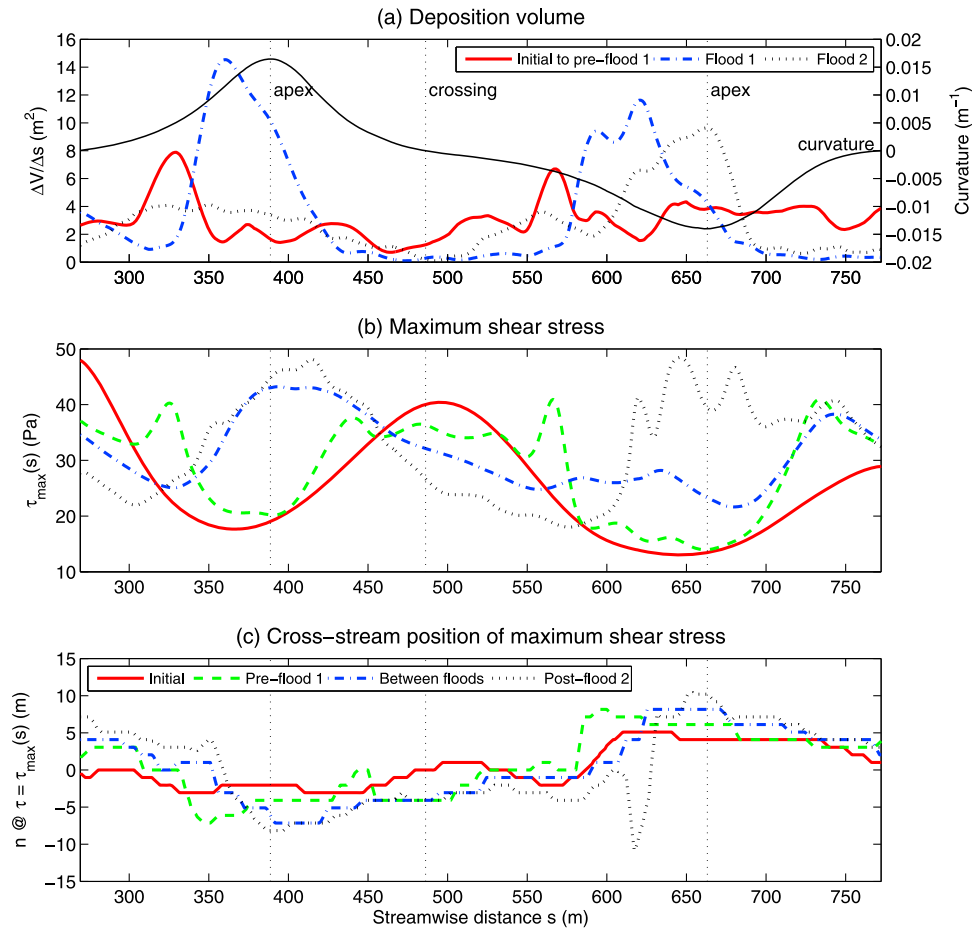 (a) Deposition volume
16
14
12
10
8
6
4
2
0
ΔV/Δs (m²)
Initial to pre-flood 1
Flood 1
Flood 2
apex
crossing
apex
curvature
0.02
0.015
0.01
0.005
0
−0.005
−0.01
−0.015
−0.02
Curvature (m⁻¹)
300 350 400 450 500 550 600 650 700 750
(b) Maximum shear stress
50
40
30
20
10
τmax(s) (Pa)
300 350 400 450 500 550 600 650 700 750
(c) Cross−stream position of maximum shear stress
15
10
5
0
−5
−10
−15
n @ τ = τmax(s) (m)
Initial
Pre−flood 1
Between floods
Post−flood 2
300 350 400 450 500 550 600 650 700 750
Streamwise distance s (m)